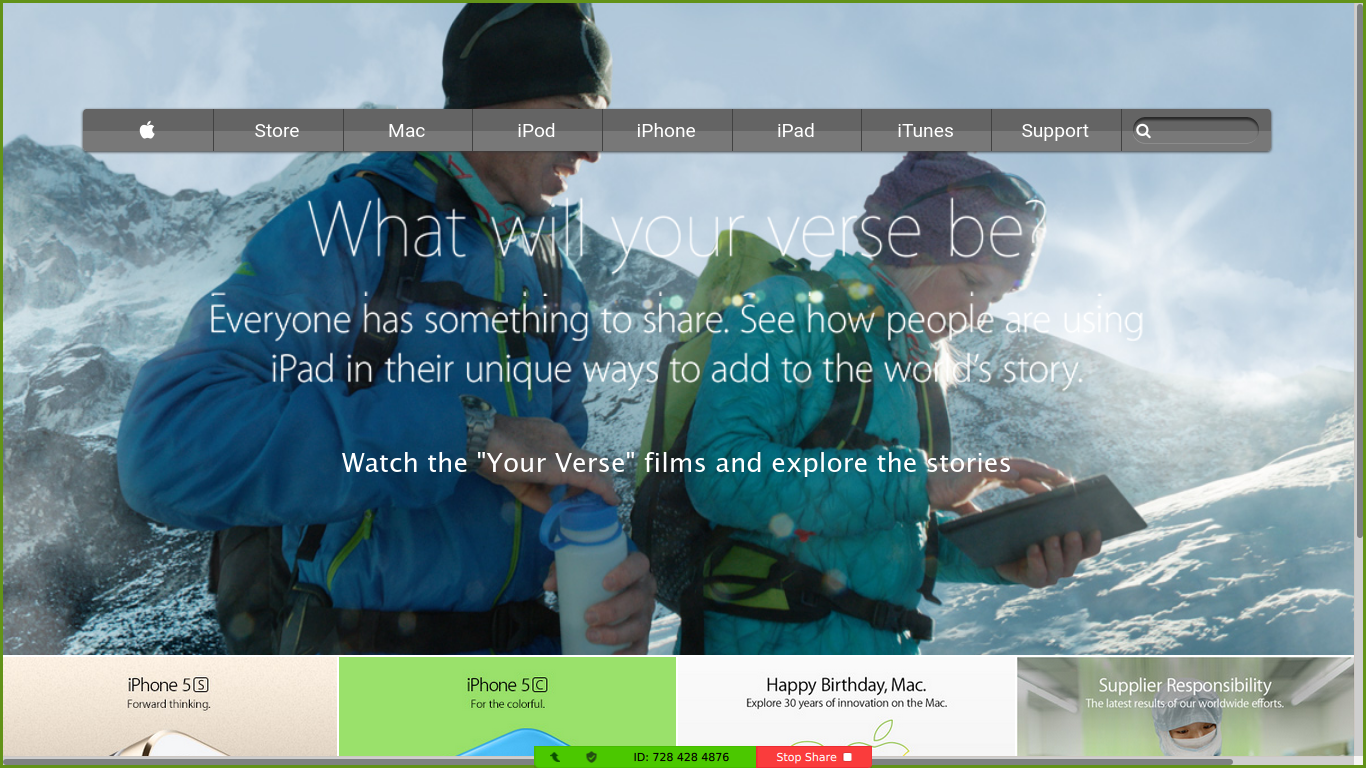 Store Mac iPod iPhone iPad iTunes Support
What will your verse be?
Everyone has something to share. See how people are using
iPad in their unique ways to add to the world's story.
Watch the "Your Verse" films and explore the stories
iPhone 5S
Forward thinking.
iPhone 5C
For the colorful.
Happy Birthday, Mac.
Explore 30 years of innovation on the Mac.
Supplier Responsibility
The latest results of our worldwide efforts.
ID: 728 428 4876 Stop Share